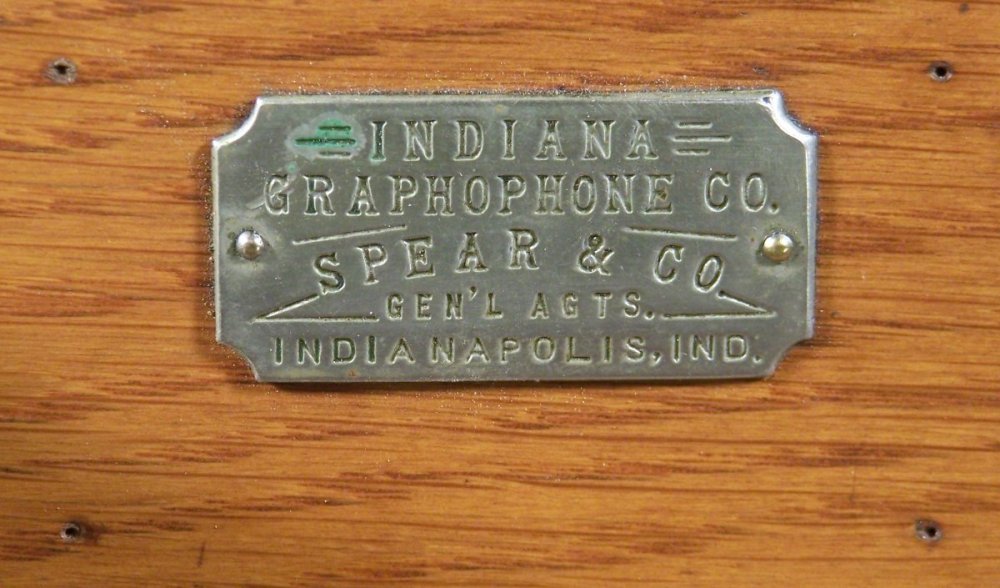 INDIANA
GRAPHOPHONE CO.
SPEAR & CO.
GEN'L AGTS.
INDIANAPOLIS, IND.